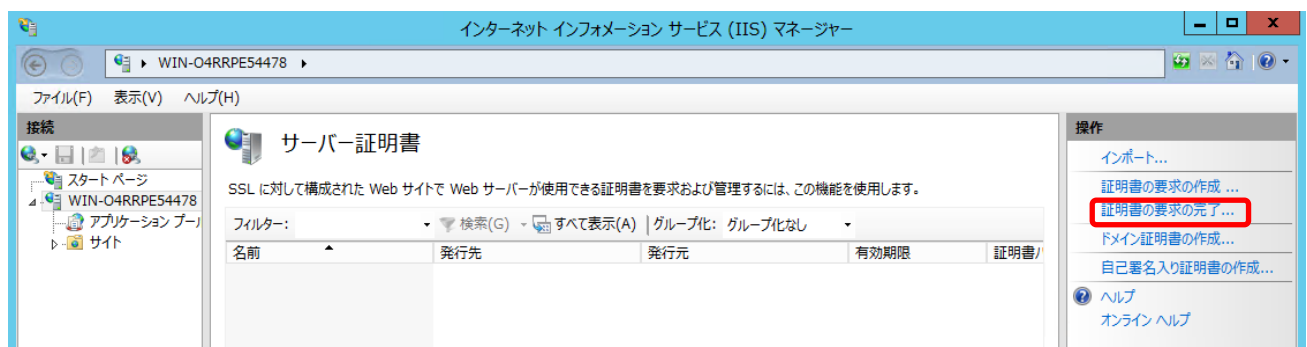 インターネット インフォメーション サービス (IIS) マネージャー
WIN-O4RRPE54478
ファイル(F) 表示(V) ヘルプ(H)
接続
スタート ページ
WIN-O4RRPE54478
アプリケーション プール
サイト
サーバー証明書
SSL に対して構成された Web サイトで Web サーバーが使用できる証明書を要求および管理するには、この機能を使用します。
フィルター: 検索(G) すべて表示(A) グループ化: グループ化なし
名前 発行先 発行元 有効期限 証明書ハ
操作
インポート...
証明書の要求の作成 ...
証明書の要求の完了...
ドメイン証明書の作成...
自己署名入り証明書の作成...
ヘルプ
オンライン ヘルプ